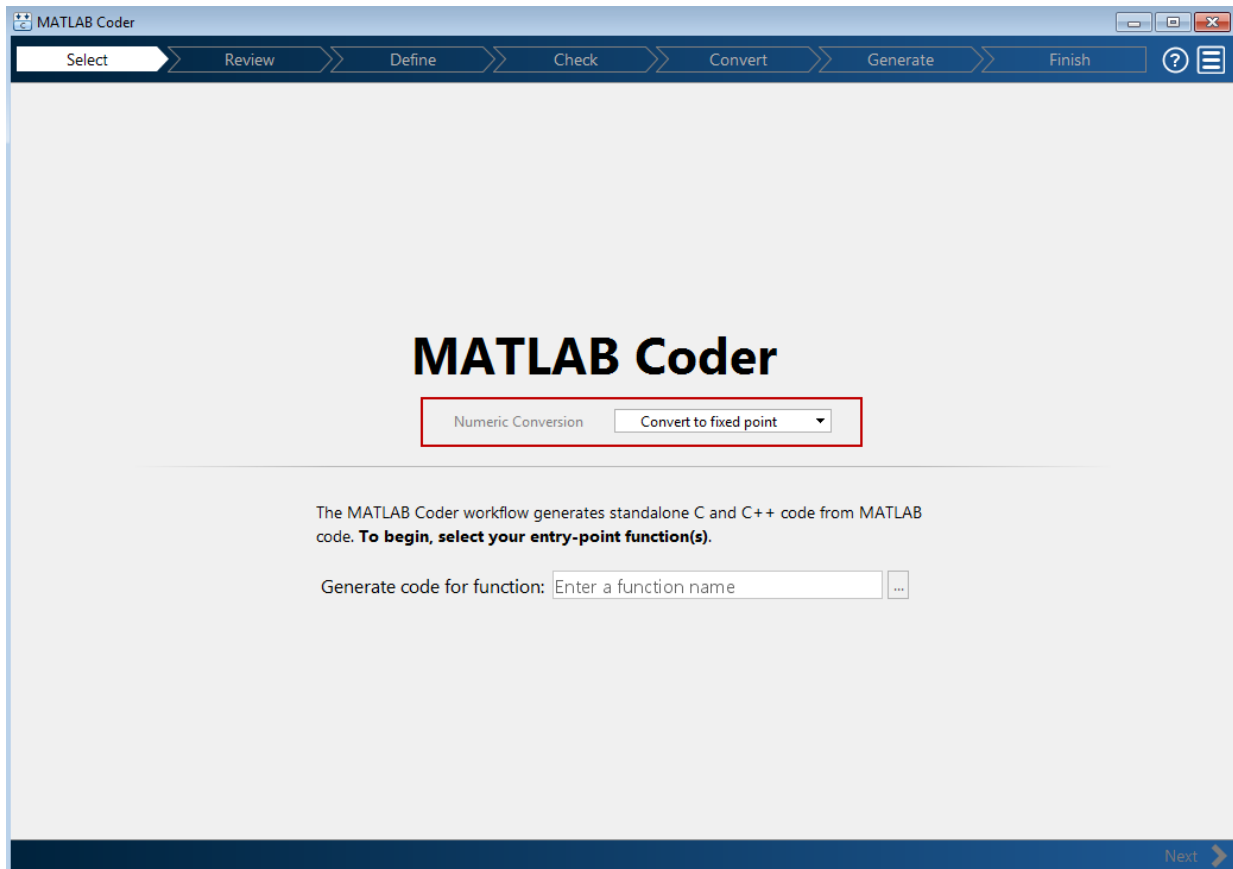 MATLAB Coder
Select Review Define Check Convert Generate Finish ?
MATLAB Coder
Numeric Conversion Convert to fixed point
The MATLAB Coder workflow generates standalone C and C++ code from MATLAB
code. To begin, select your entry-point function(s).
Generate code for function: Enter a function name ...
Next